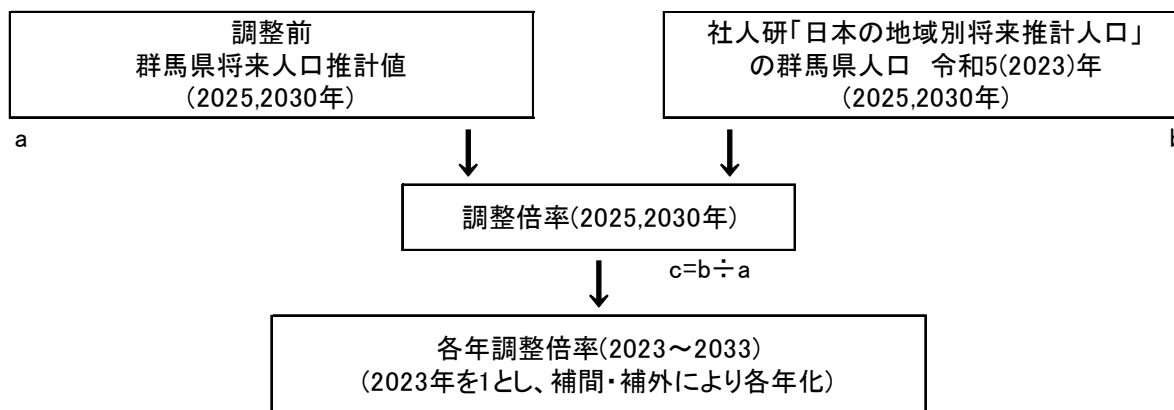 調整前
群馬県将来人口推計値
(2025,2030年)
社人研「日本の地域別将来推計人口」
の群馬県人口　令和5(2023)年
(2025,2030年)
a
調整倍率(2025,2030年)
c=b÷a
各年調整倍率(2023～2033)
(2023年を1とし、補間・補外により各年化)